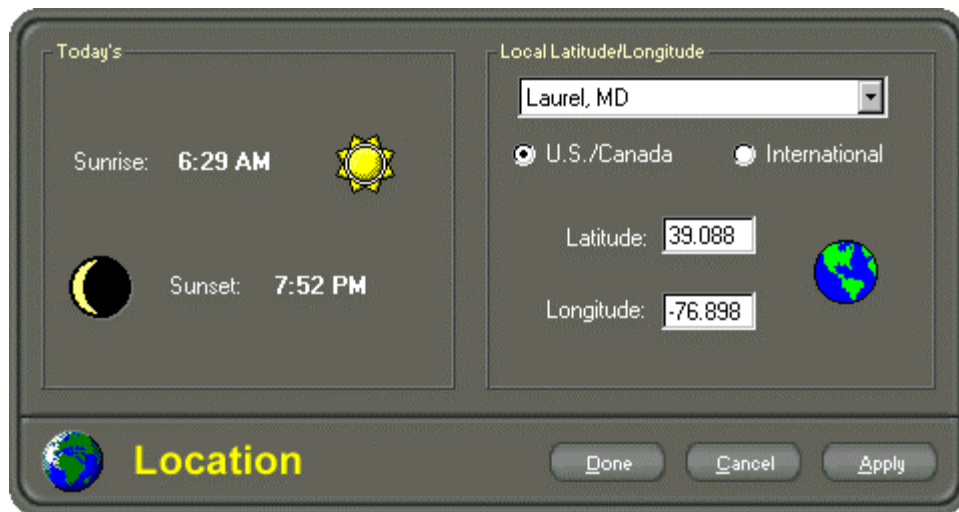 Today's
Sunrise: 6:29 AM
Sunset: 7:52 PM
Local Latitude/Longitude
Laurel, MD
U.S./Canada International
Latitude: 39.088
Longitude: -76.898
Location
Done Cancel Apply